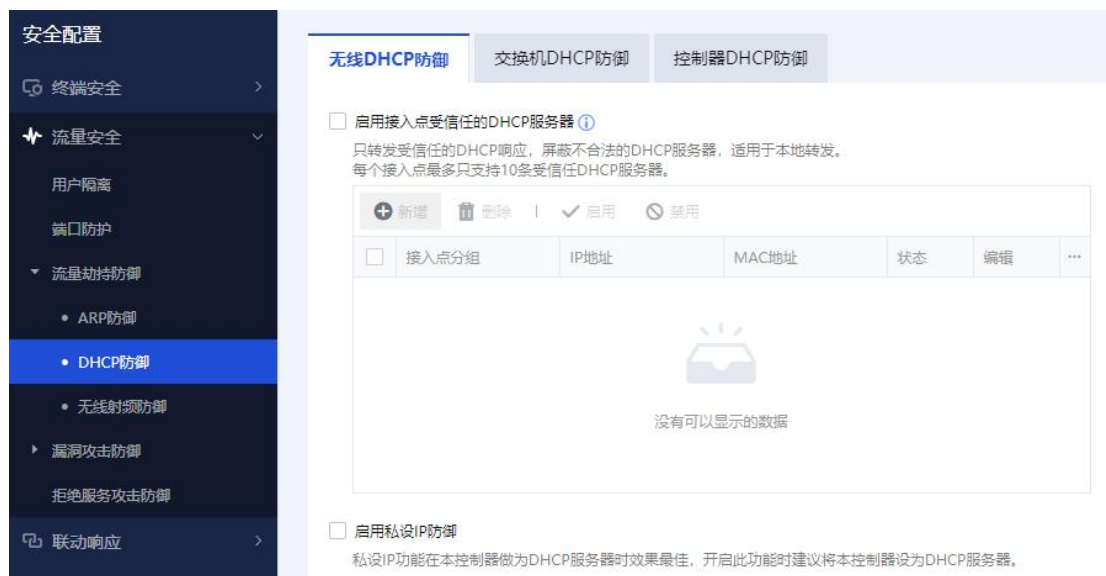 安全配置
终端安全
流量安全
用户隔离
端口防护
流量劫持防御
ARP防御
DHCP防御
无线射频防御
漏洞攻击防御
拒绝服务攻击防御
联动响应
无线DHCP防御 交换机DHCP防御 控制器DHCP防御
启用接入点受信任的DHCP服务器
只转发受信任的DHCP响应，屏蔽不合法的DHCP服务器，适用于本地转发。
每个接入点最多只支持10条受信任DHCP服务器。
新增 删除 启用 禁用
接入点分组 IP地址 MAC地址 状态 编辑 ...
没有可以显示的数据
启用私设IP防御
私设IP功能在本控制器做为DHCP服务器时效果最佳，开启此功能时建议将本控制器设为DHCP服务器。